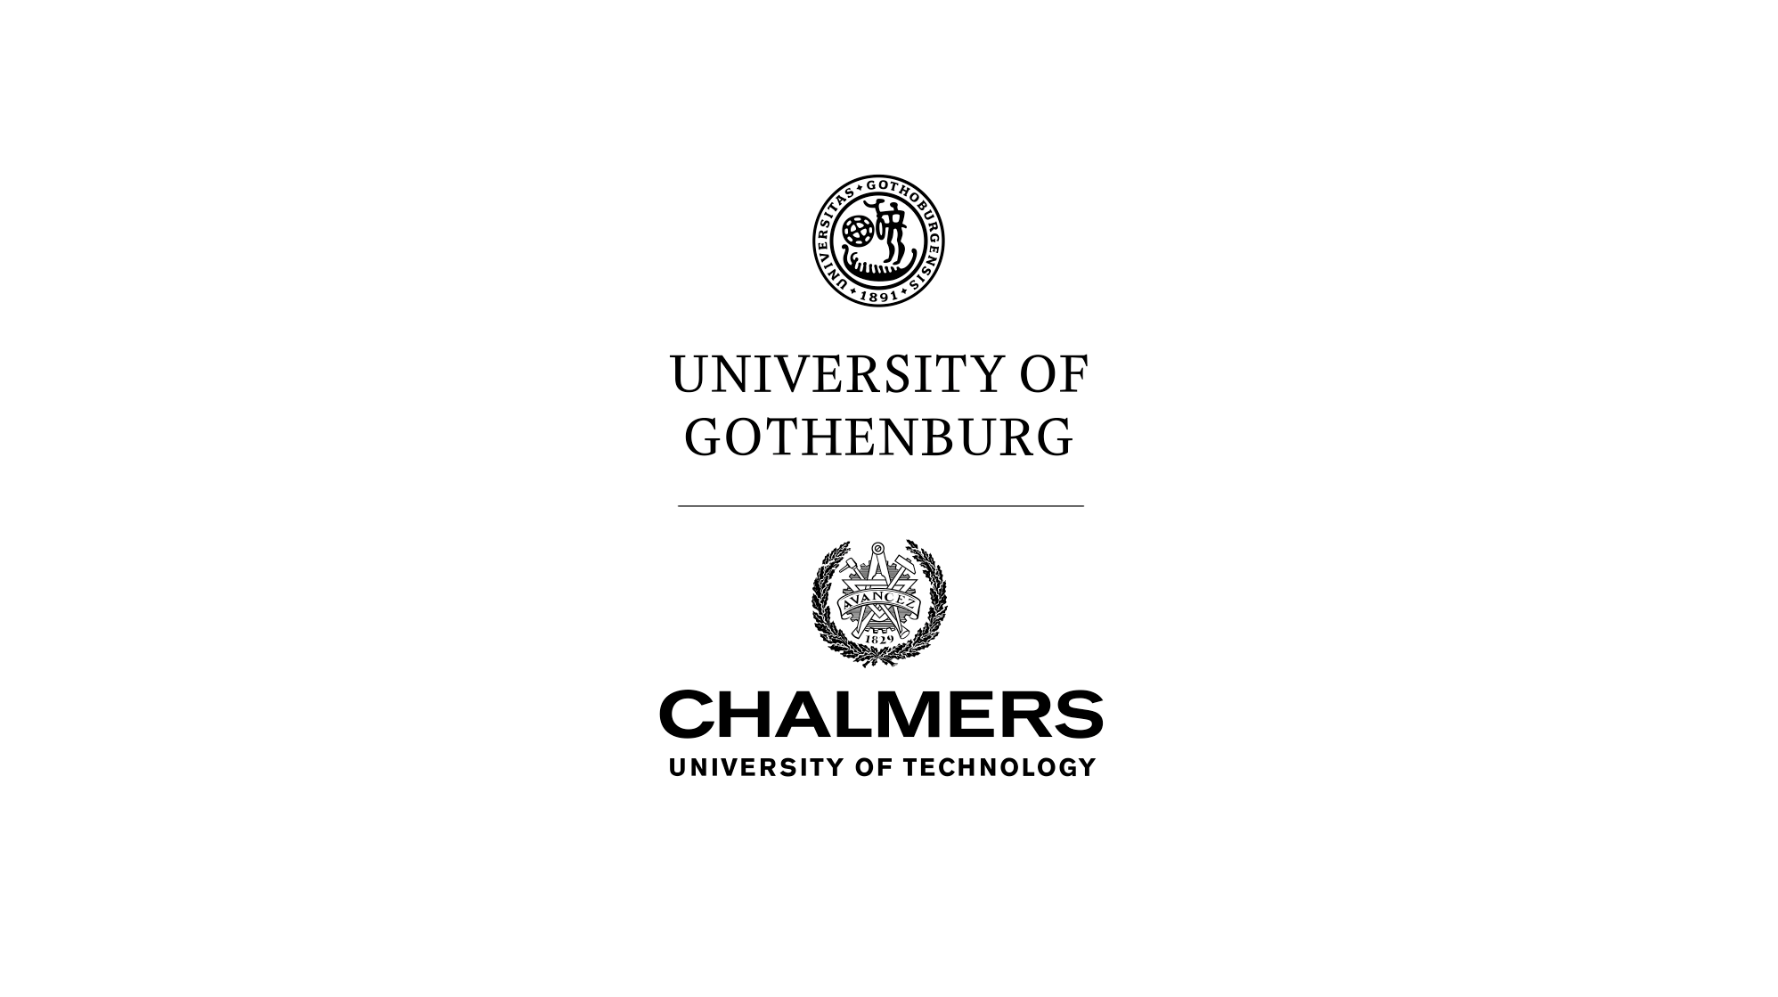 UNIVERSITAS ✦ GOTHOBURGENSIS ✦ 1891 ✦
UNIVERSITY OF
GOTHENBURG
AVANCEZ
1829
CHALMERS
UNIVERSITY OF TECHNOLOGY